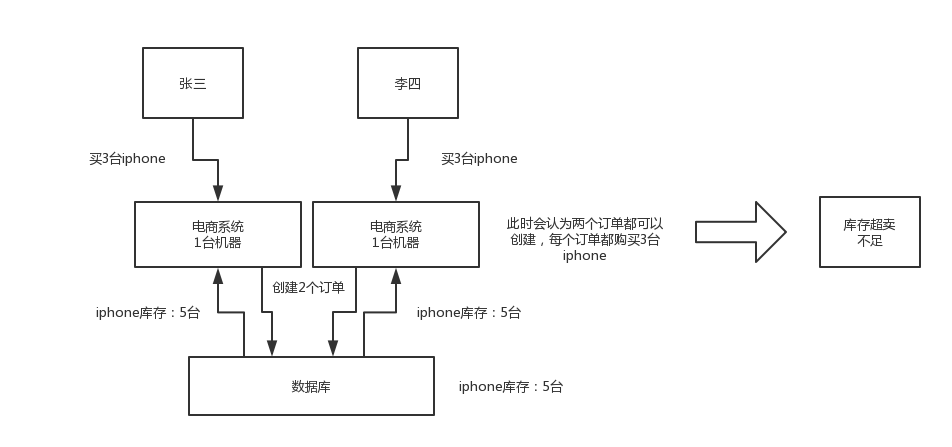 张三
李四
买3台iphone
买3台iphone
电商系统
1台机器
电商系统
1台机器
此时会认为两个订单都可以
创建，每个订单都购买3台
iphone
库存超卖
不足
创建2个订单
iphone库存：5台
iphone库存：5台
数据库
iphone库存：5台